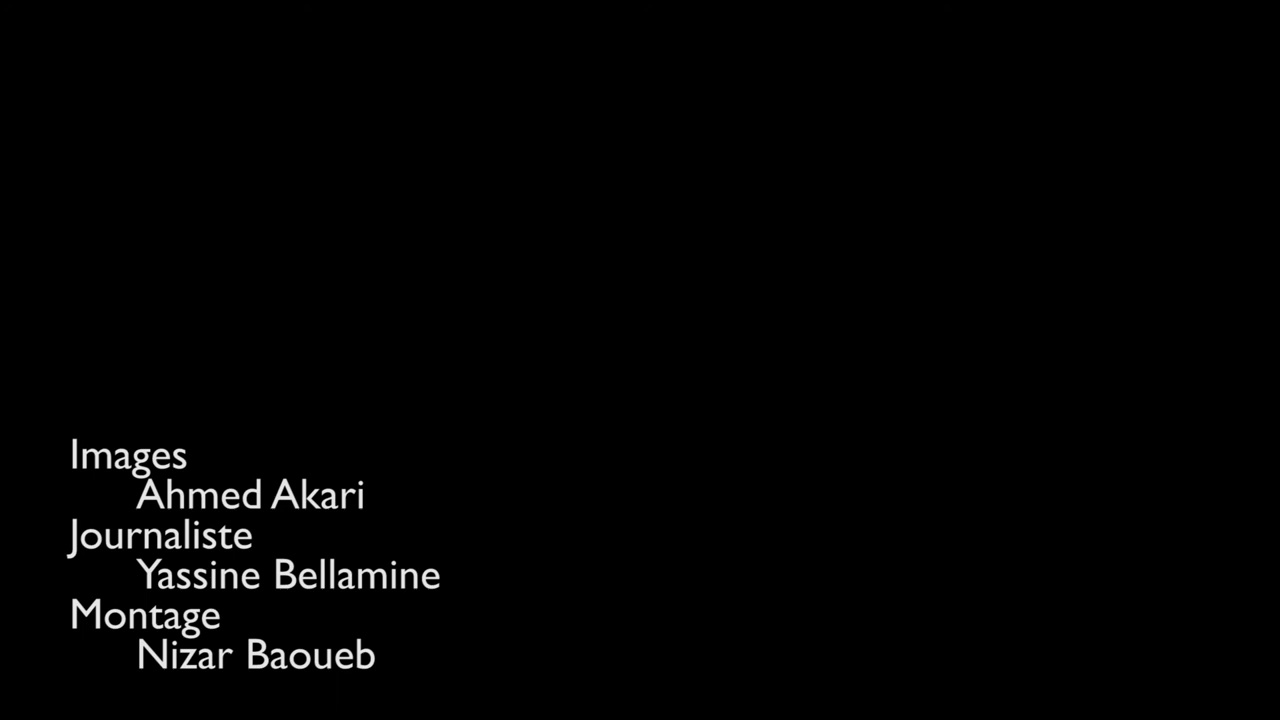 Images
Ahmed Akari
Journaliste
Yassine Bellamine
Montage
Nizar Baoueb